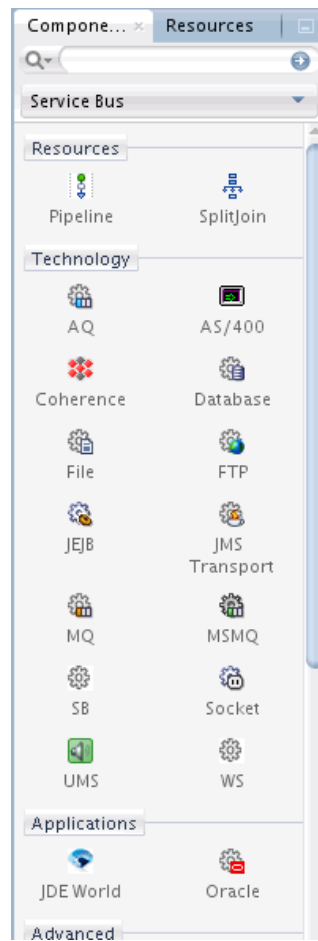 Compone... Resources
Service Bus
Resources
Pipeline SplitJoin
Technology
AQ AS/400
Coherence Database
File FTP
JEJB JMS
Transport
MQ MSMQ
SB Socket
UMS WS
Applications
JDE World Oracle
Advanced